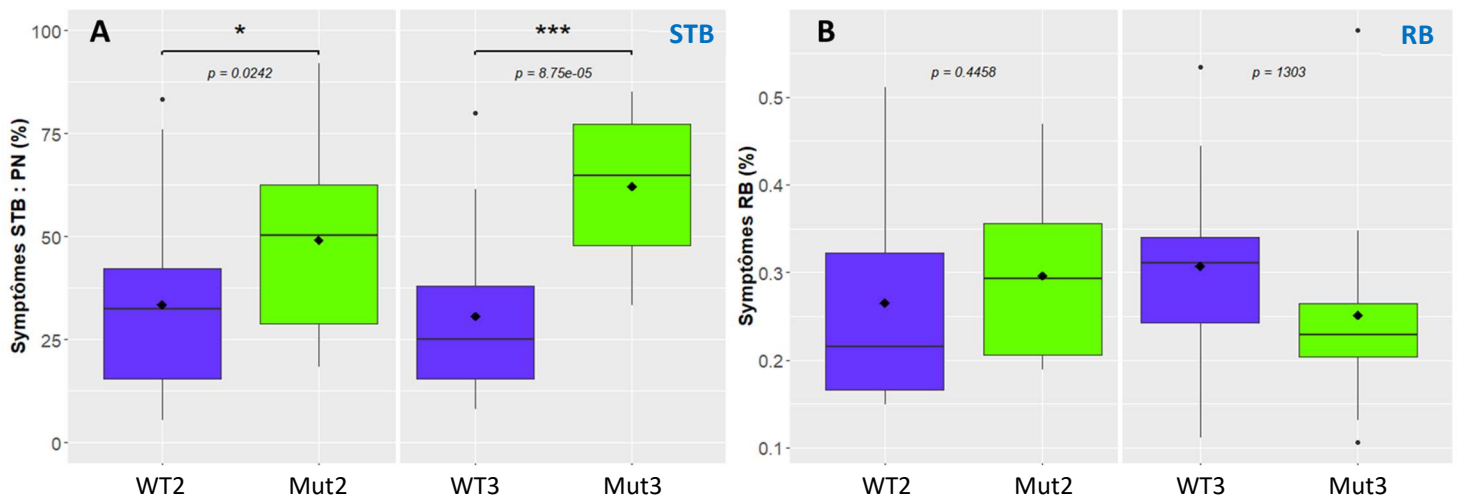 A
STB
*
p = 0.0242
***
p = 8.75e-05
Symptômes STB : PN (%)
100
75
50
25
0
WT2 Mut2 WT3 Mut3
B
RB
p = 0.4458
p = 1303
Symptômes RB (%)
0.5
0.4
0.3
0.2
0.1
WT2 Mut2 WT3 Mut3